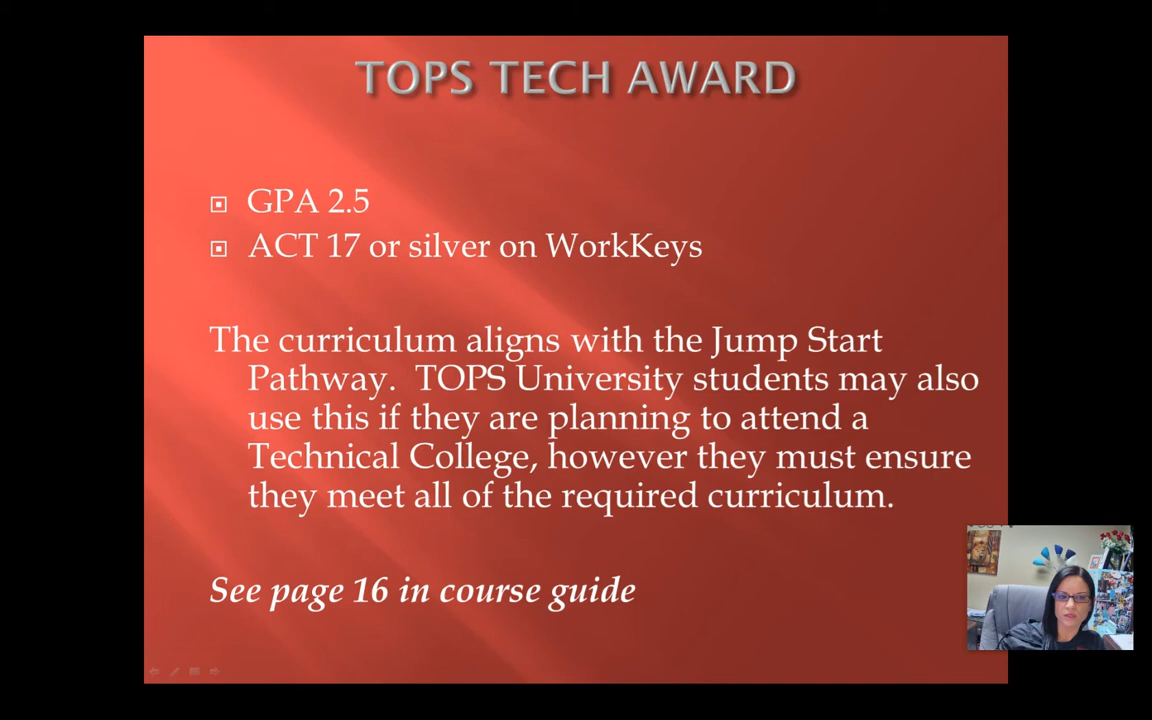 TOPS TECH AWARD
GPA 2.5
ACT 17 or silver on WorkKeys
The curriculum aligns with the Jump Start
Pathway. TOPS University students may also
use this if they are planning to attend a
Technical College, however they must ensure
they meet all of the required curriculum.
See page 16 in course guide